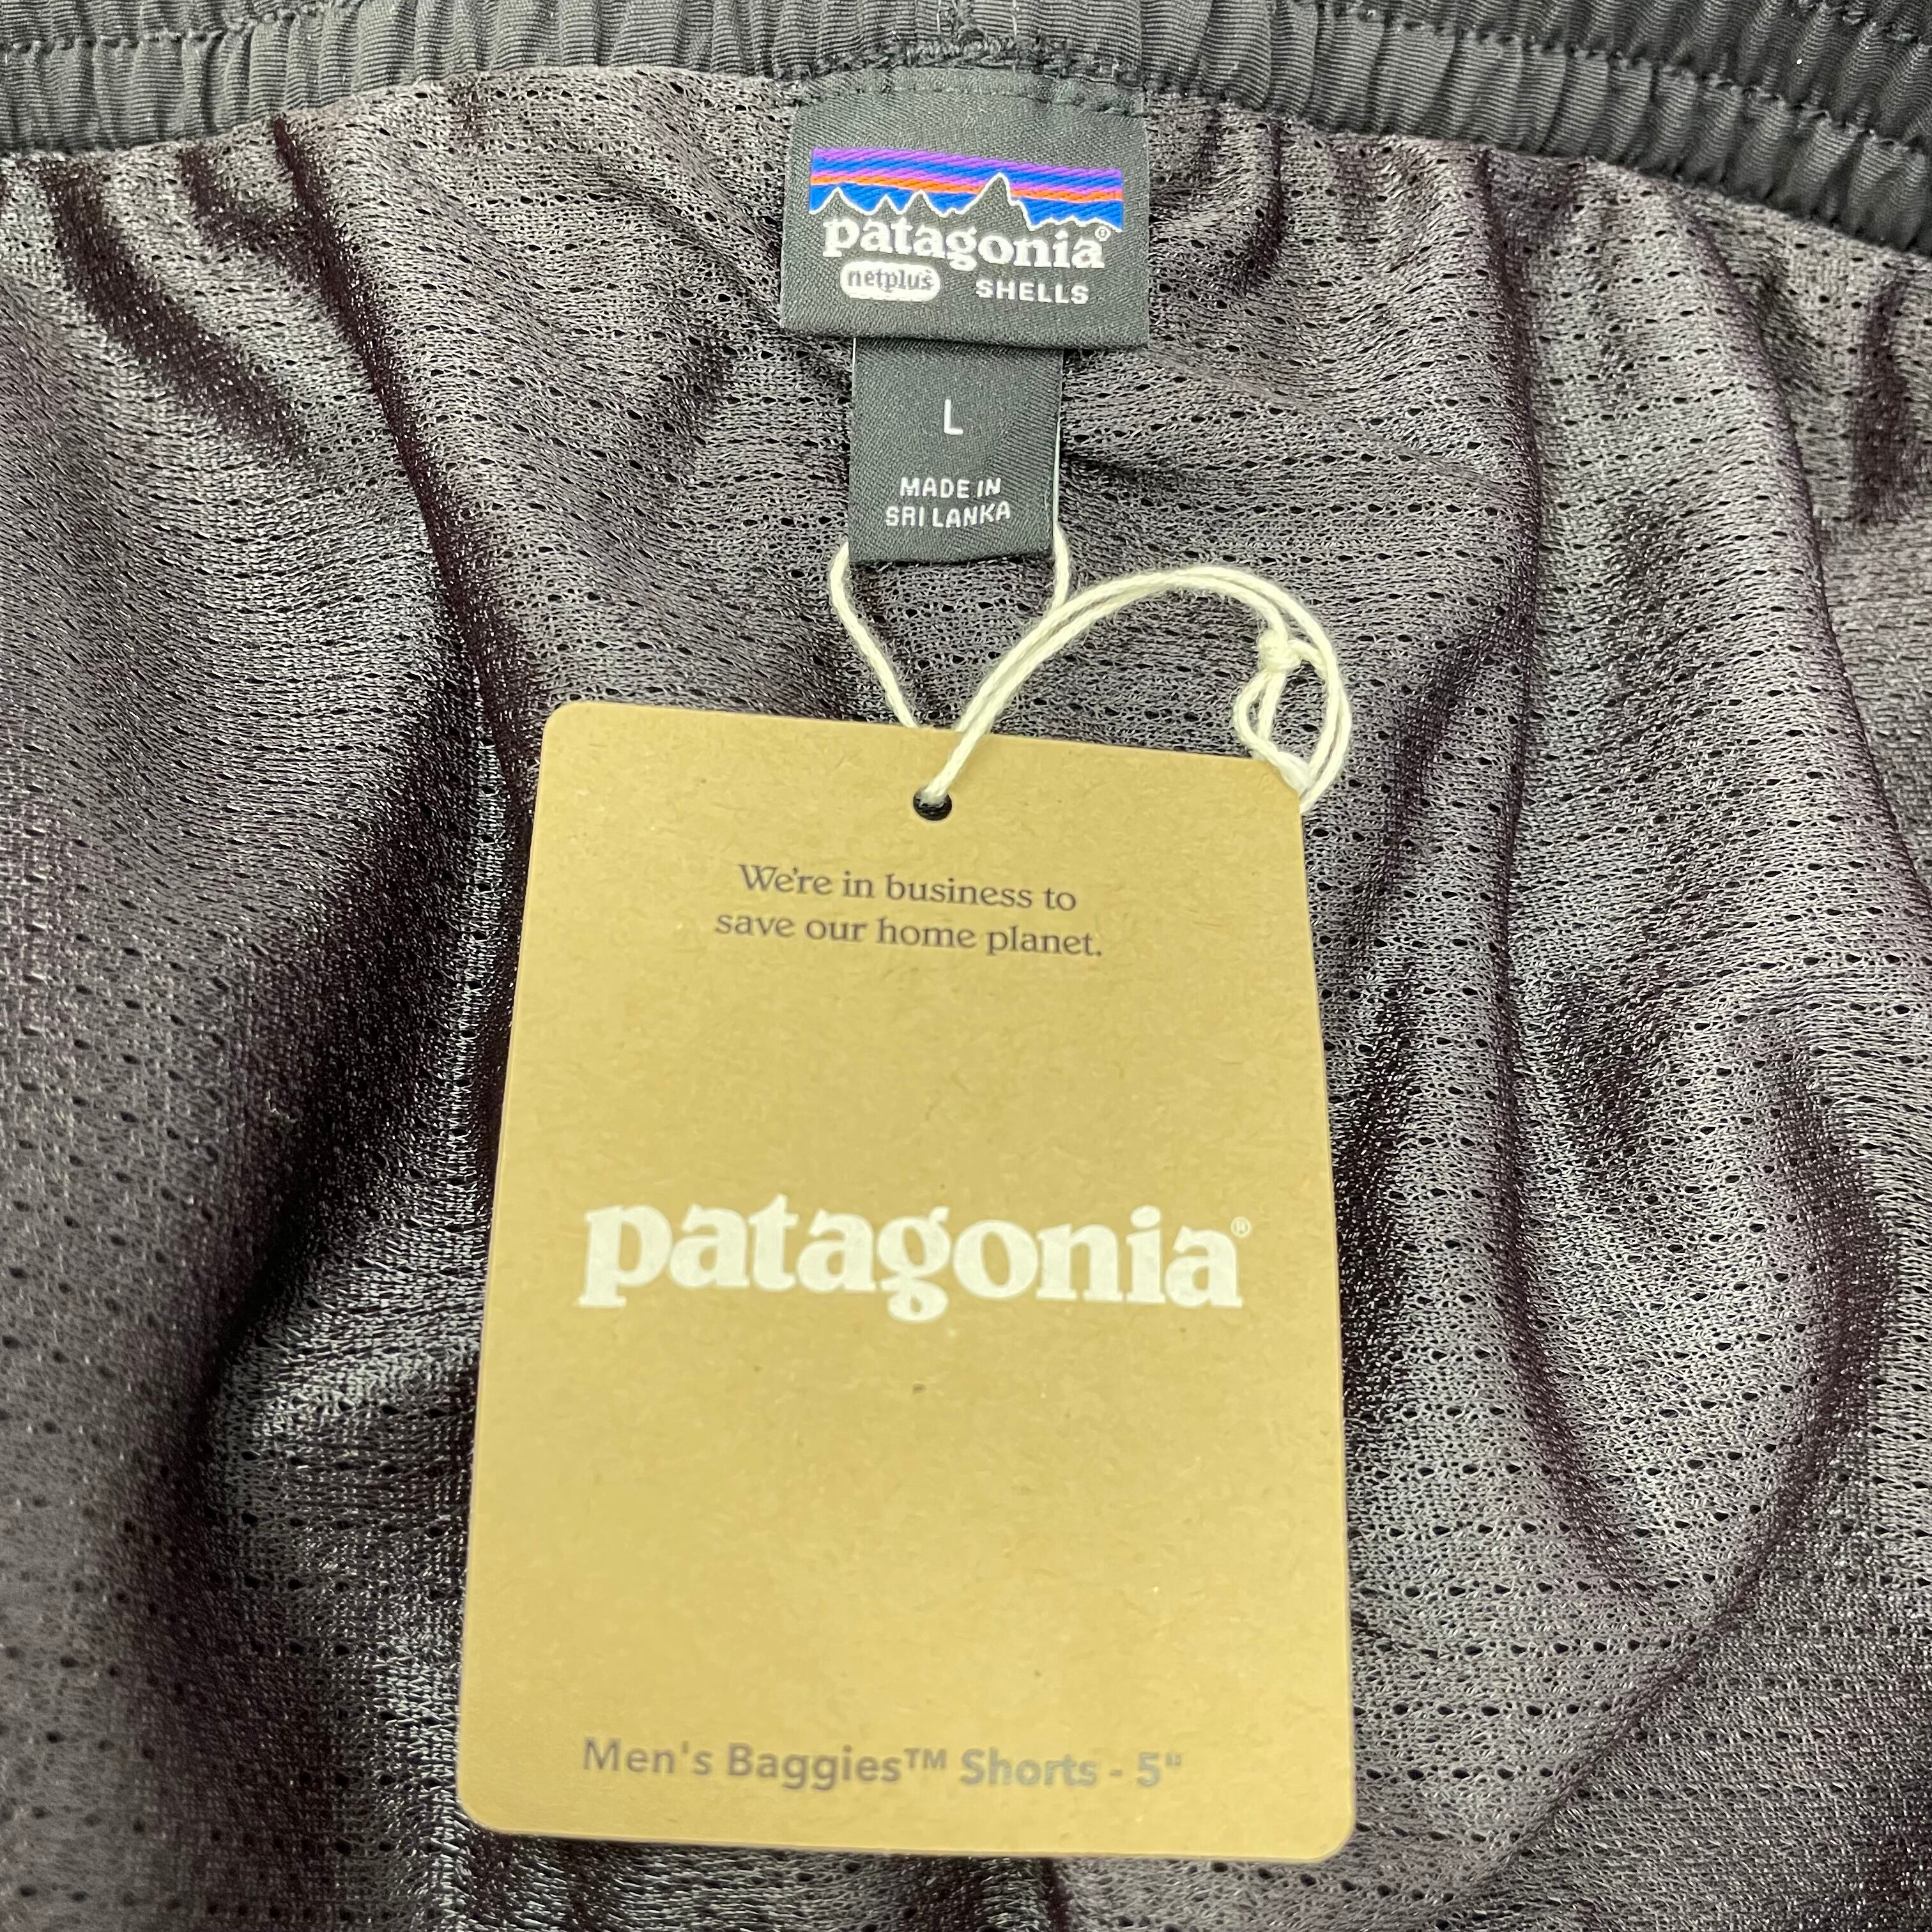 patagonia®
netplus® SHELLS
L
MADE IN
SRI LANKA
We're in business to
save our home planet.
patagonia®
Men's Baggies™ Shorts - 5"